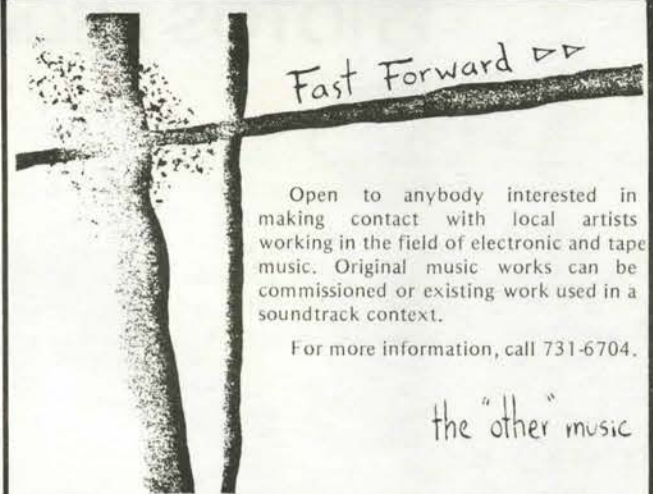 Fast Forward ▷▷
Open to anybody interested in
making contact with local artists
working in the field of electronic and tape
music. Original music works can be
commissioned or existing work used in a
soundtrack context.
For more information, call 731-6704.
the "other" music